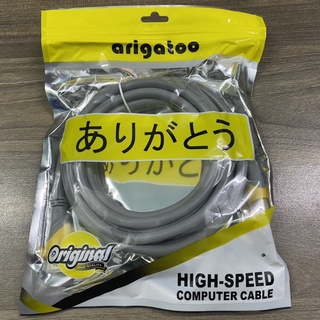 arigatoo
ありがとう
ありがと
Original
HIGH-SPEED
COMPUTER CABLE